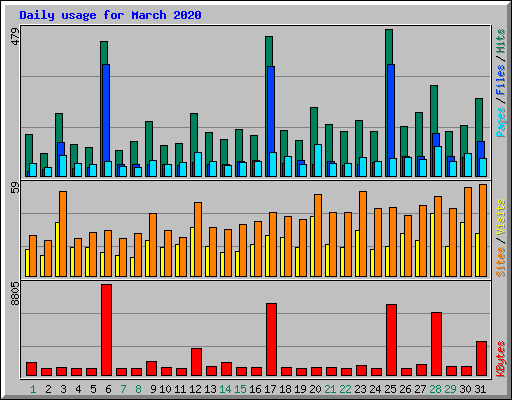 Daily usage for March 2020
479
Pages / Files / Hits
59
Sites / Visits
8805
KBytes
1 2 3 4 5 6 7 8 9 10 11 12 13 14 15 16 17 18 19 20 21 22 23 24 25 26 27 28 29 30 31